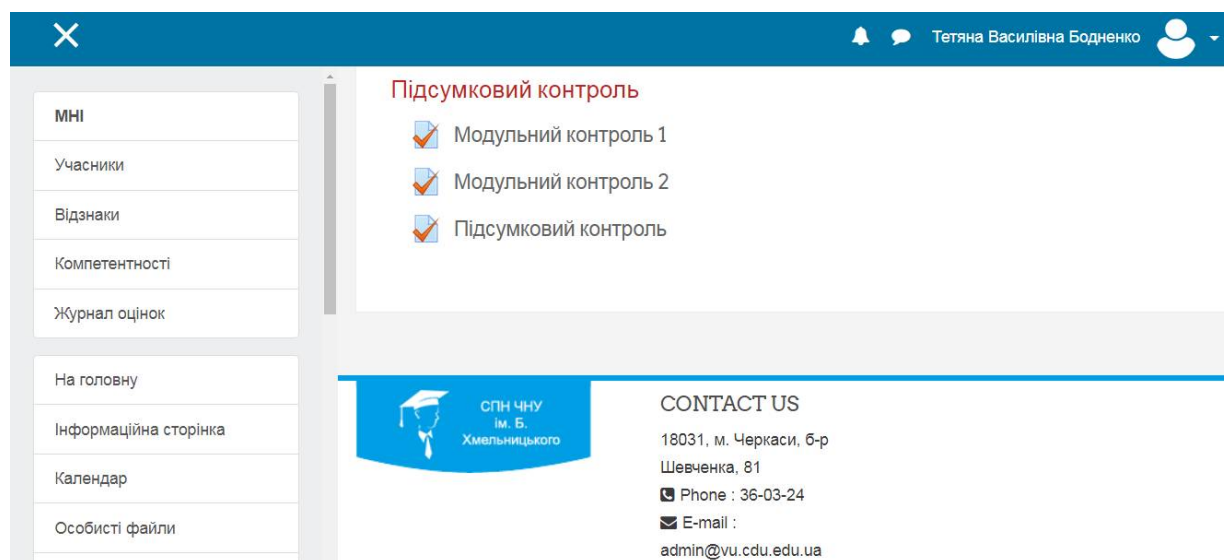 Тетяна Василівна Бодненко
МНІ
Учасники
Відзнаки
Компетентності
Журнал оцінок
На головну
Інформаційна сторінка
Календар
Особисті файли
Підсумковий контроль
Модульний контроль 1
Модульний контроль 2
Підсумковий контроль
СПН ЧНУ
ім. Б.
Хмельницького
CONTACT US
18031, м. Черкаси, б-р
Шевченка, 81
Phone : 36-03-24
E-mail :
admin@vu.cdu.edu.ua